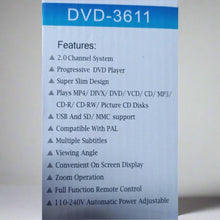 DVD-3611
Features:
2.0 Channel System
Progressive DVD Player
Super Slim Design
Plays MP4/ DIVX/ DVD/ VCD/ CD/ MP3/
CD-R/ CD-RW/ Picture CD Disks
USB And SD/ MMC support
Compatible With PAL
Multiple Subtitles
Viewing Angle
Convenient On Screen Display
Zoom Operation
Full Function Remote Control
110-240V Automatic Power Adjustable